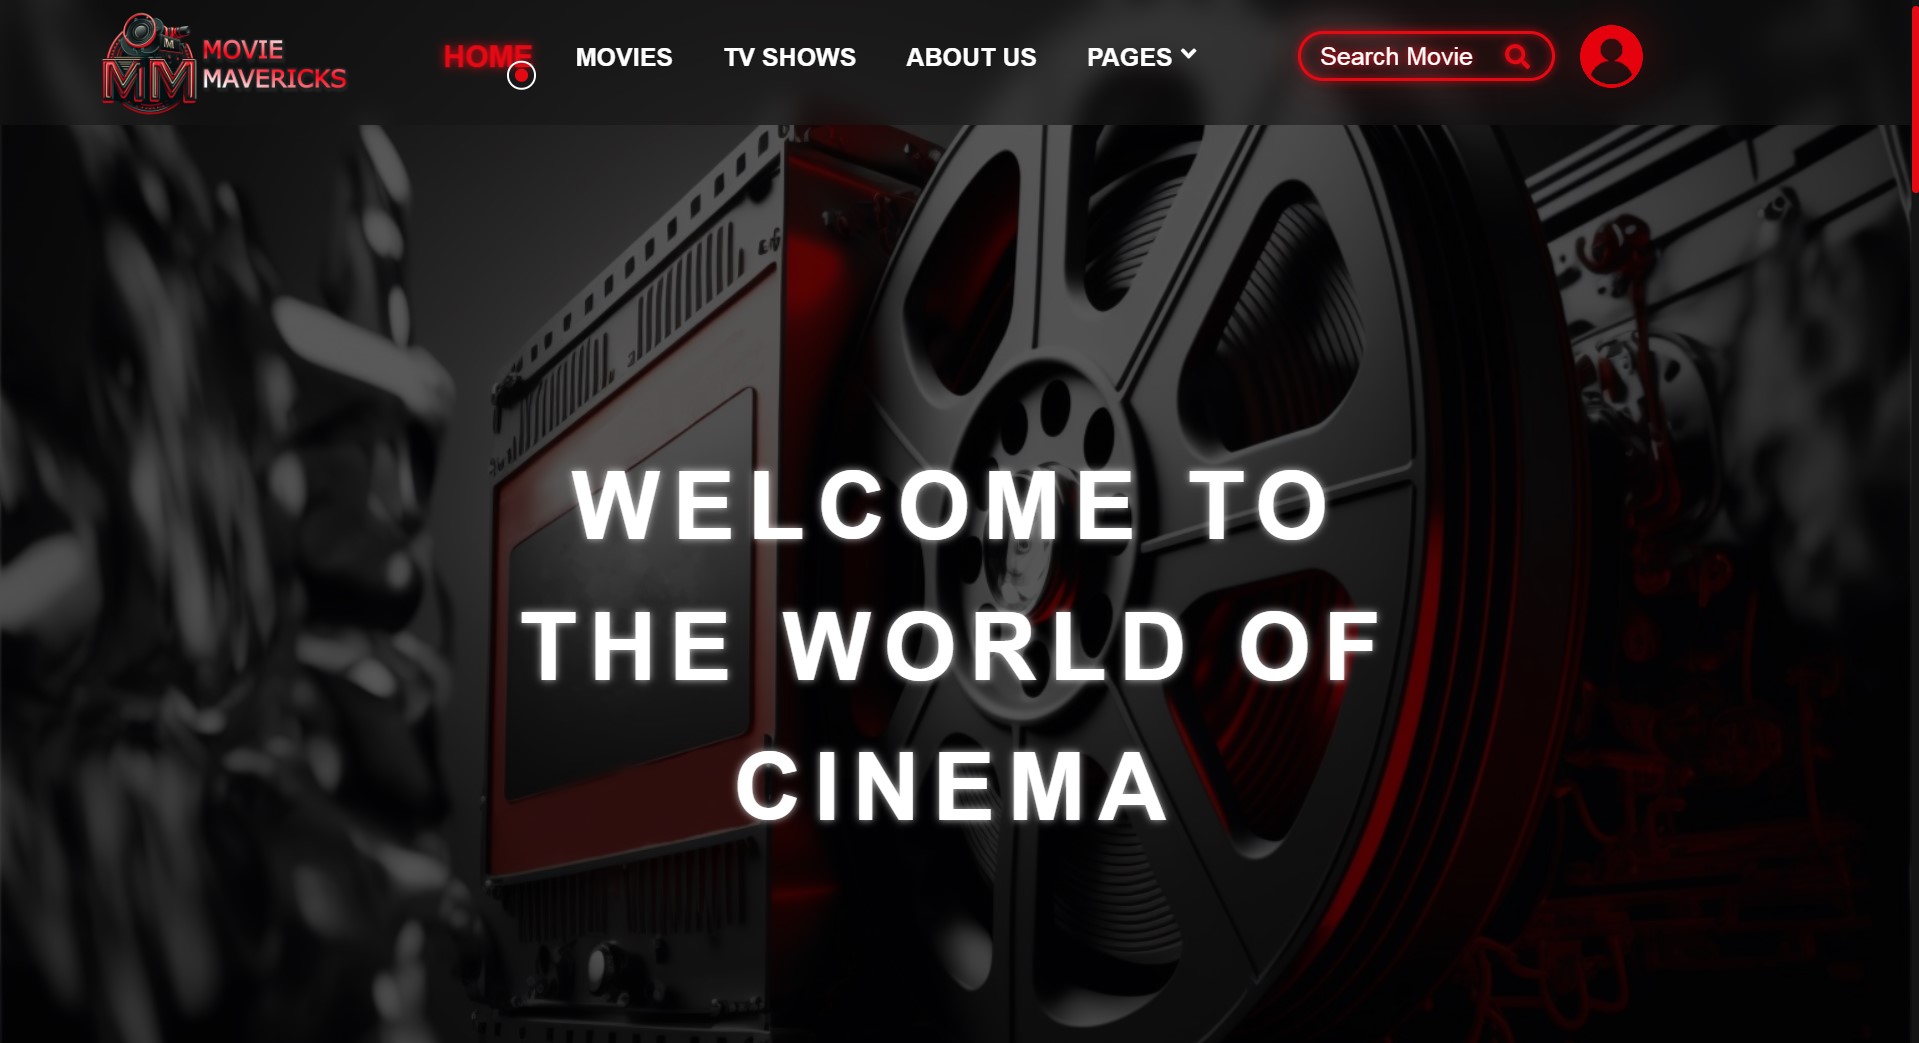 MOVIE
MAVERICKS
MM
HOME
MOVIES
TV SHOWS
ABOUT US
PAGES
Search Movie
WELCOME TO
THE WORLD OF
CINEMA